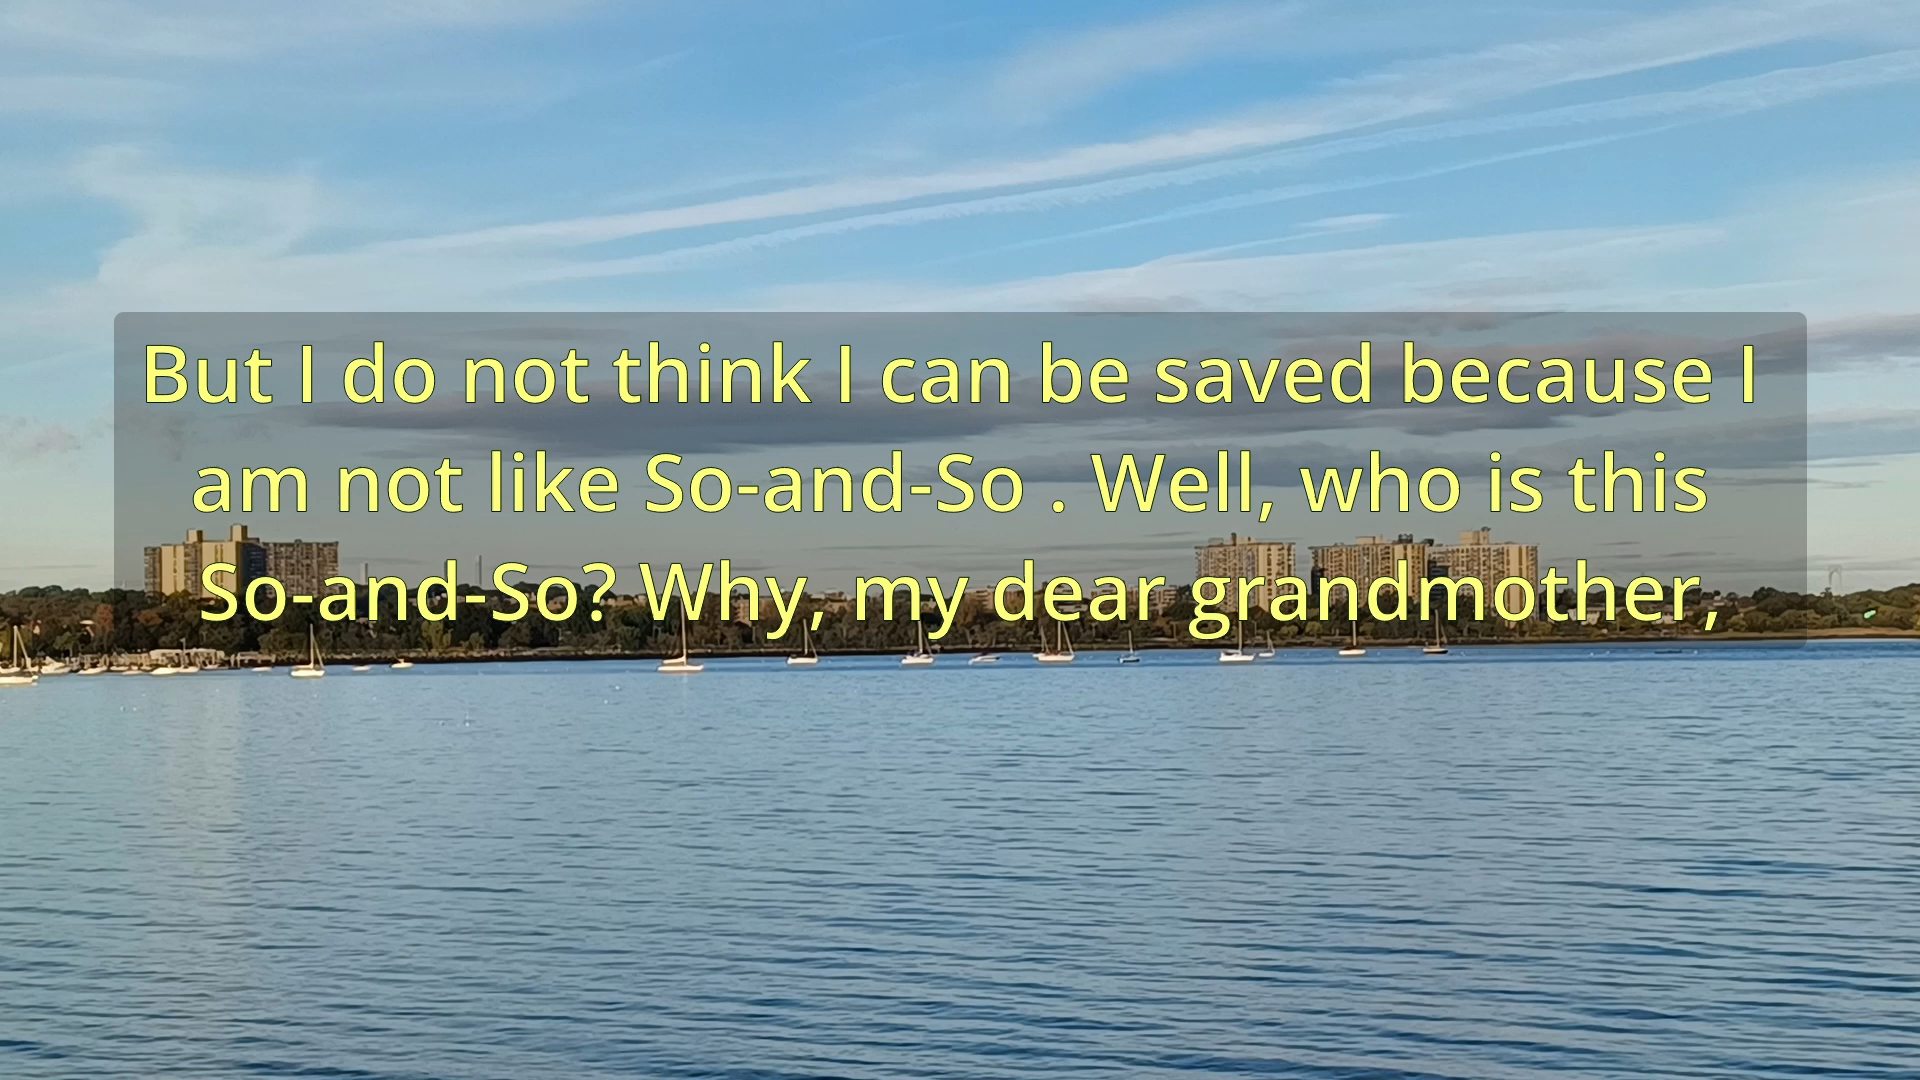 But I do not think I can be saved because I
am not like So-and-So . Well, who is this
So-and-So? Why, my dear grandmother,